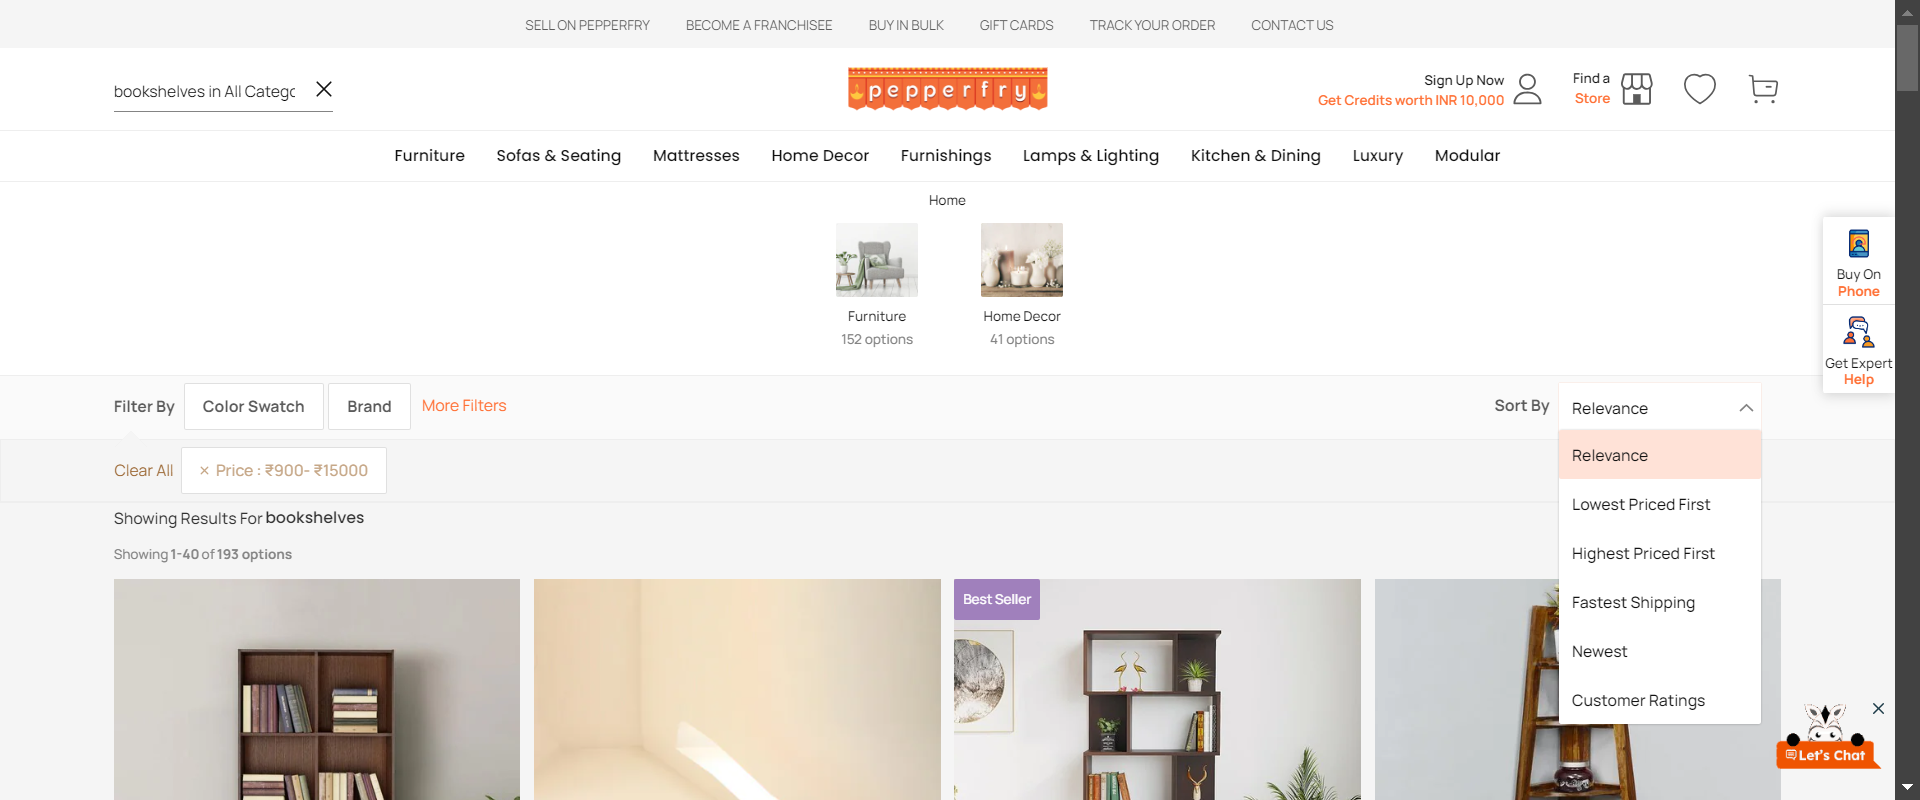 SELL ON PEPPERFRY BECOME A FRANCHISEE BUY IN BULK GIFT CARDS TRACK YOUR ORDER CONTACT US
bookshelves in All Catego
pepperfry
Sign Up Now
Get Credits worth INR 10,000
Find a
Store
Furniture Sofas & Seating Mattresses Home Decor Furnishings Lamps & Lighting Kitchen & Dining Luxury Modular
Home
Furniture
152 options
Home Decor
41 options
Buy On
Phone
Get Expert
Help
Filter By Color Swatch Brand More Filters
Sort By Relevance
Relevance
Lowest Priced First
Highest Priced First
Fastest Shipping
Newest
Customer Ratings
Clear All × Price : ₹900- ₹15000
Showing Results For bookshelves
Showing 1-40 of 193 options
Best Seller
Let's Chat